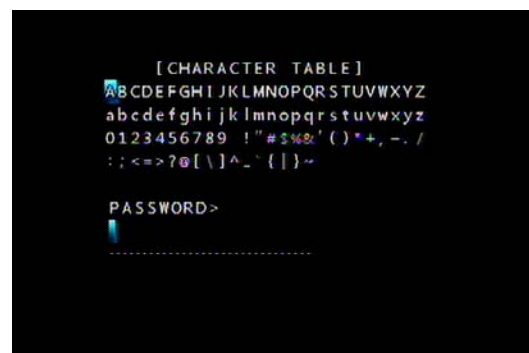 [CHARACTER TABLE]
ABCDEFGHIJKLMNOPQRSTUVWXYZ
abcdefghijklmnopqrstuvwxyz
0123456789 !"#$%&'()*+,-./
:;<=>?@[\]^_`{|}~
PASSWORD>